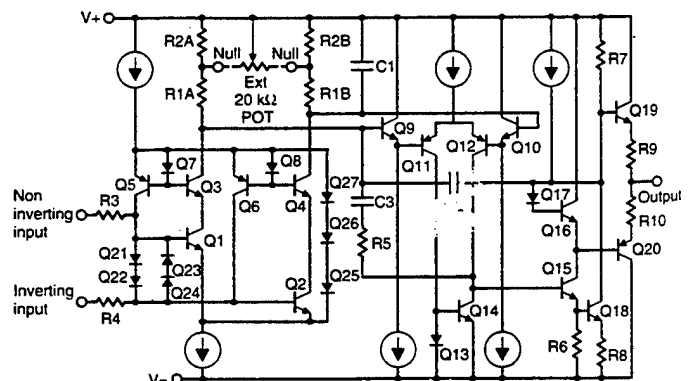 V+
R2A
Null
Null
R2B
Ext
20 kΩ
POT
R1A
R1B
C1
R7
Q19
Q9
Q10
Q11
Q12
R9
Q7
Q8
Q5
Q3
Q6
Q4
Q27
Q17
Output
Non
inverting
input
R3
Q26
C3
Q16
R10
Q1
R5
Q20
Q21
Q22
Q23
Q24
Q25
Q15
Inverting
input
R4
Q2
Q14
Q18
Q13
R6
R8
V−